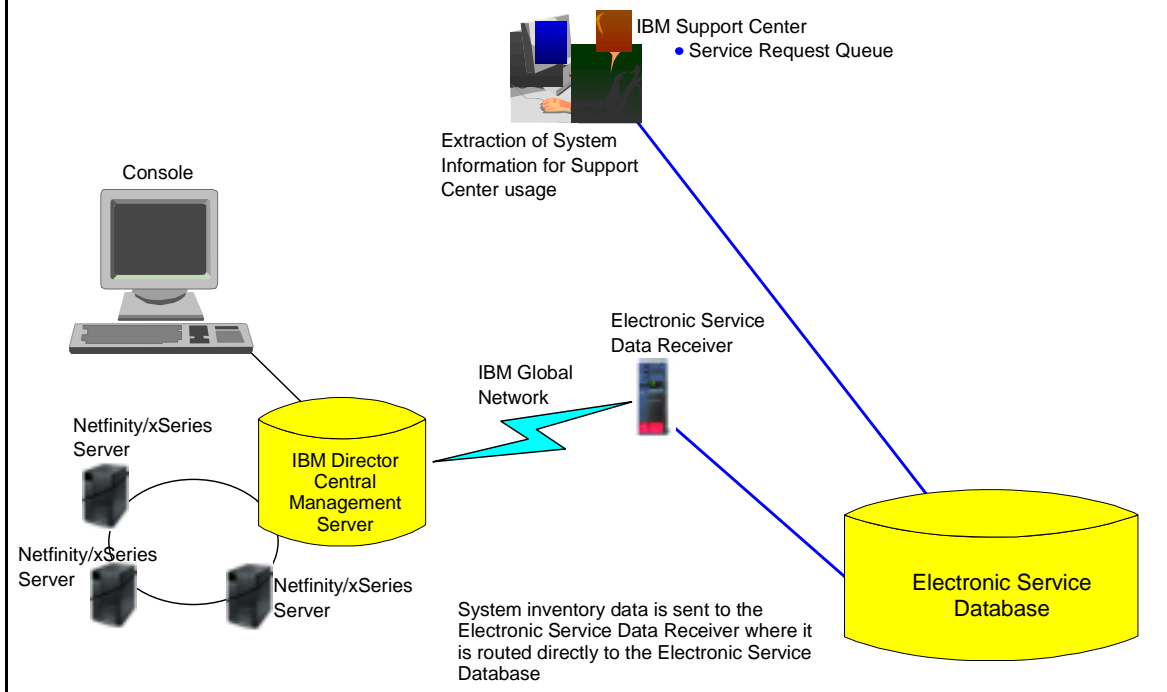 IBM Support Center
• Service Request Queue
Extraction of System
Information for Support
Center usage
Console
Electronic Service
Data Receiver
IBM Global
Network
Netfinity/xSeries
Server
IBM Director
Central
Management
Server
Netfinity/xSeries
Server
Netfinity/xSeries
Server
Electronic Service
Database
System inventory data is sent to the
Electronic Service Data Receiver where it
is routed directly to the Electronic Service
Database